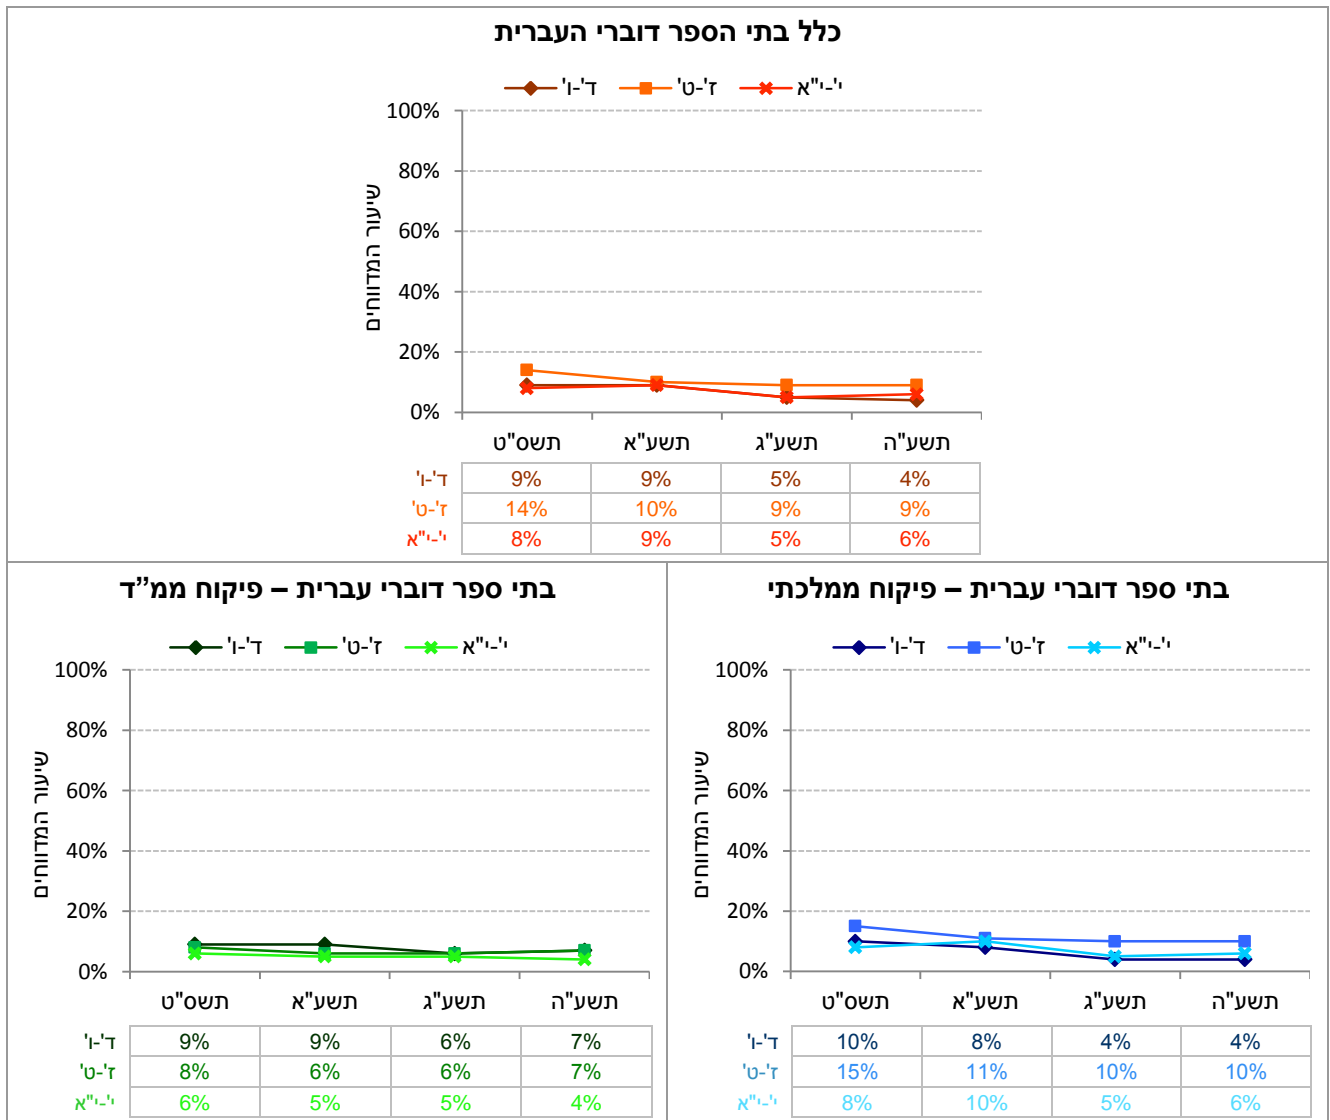 כלל בתי הספר דוברי העברית
ד'-ו' ז'-ט' י'-י"א
שיעור המדווחים
100%
80%
60%
40%
20%
0%
תשס"ט תשע"א תשע"ג תשע"ה
ד'-ו' 9% 9% 5% 4%
ז'-ט' 14% 10% 9% 9%
י'-י"א 8% 9% 5% 6%
בתי ספר דוברי עברית – פיקוח ממלכתי
ד'-ו' ז'-ט' י'-י"א
שיעור המדווחים
100%
80%
60%
40%
20%
0%
תשס"ט תשע"א תשע"ג תשע"ה
ד'-ו' 10% 8% 4% 4%
ז'-ט' 15% 11% 10% 10%
י'-י"א 8% 10% 5% 6%
בתי ספר דוברי עברית – פיקוח ממ”ד
ד'-ו' ז'-ט' י'-י"א
שיעור המדווחים
100%
80%
60%
40%
20%
0%
תשס"ט תשע"א תשע"ג תשע"ה
ד'-ו' 9% 9% 6% 7%
ז'-ט' 8% 6% 6% 7%
י'-י"א 6% 5% 5% 4%